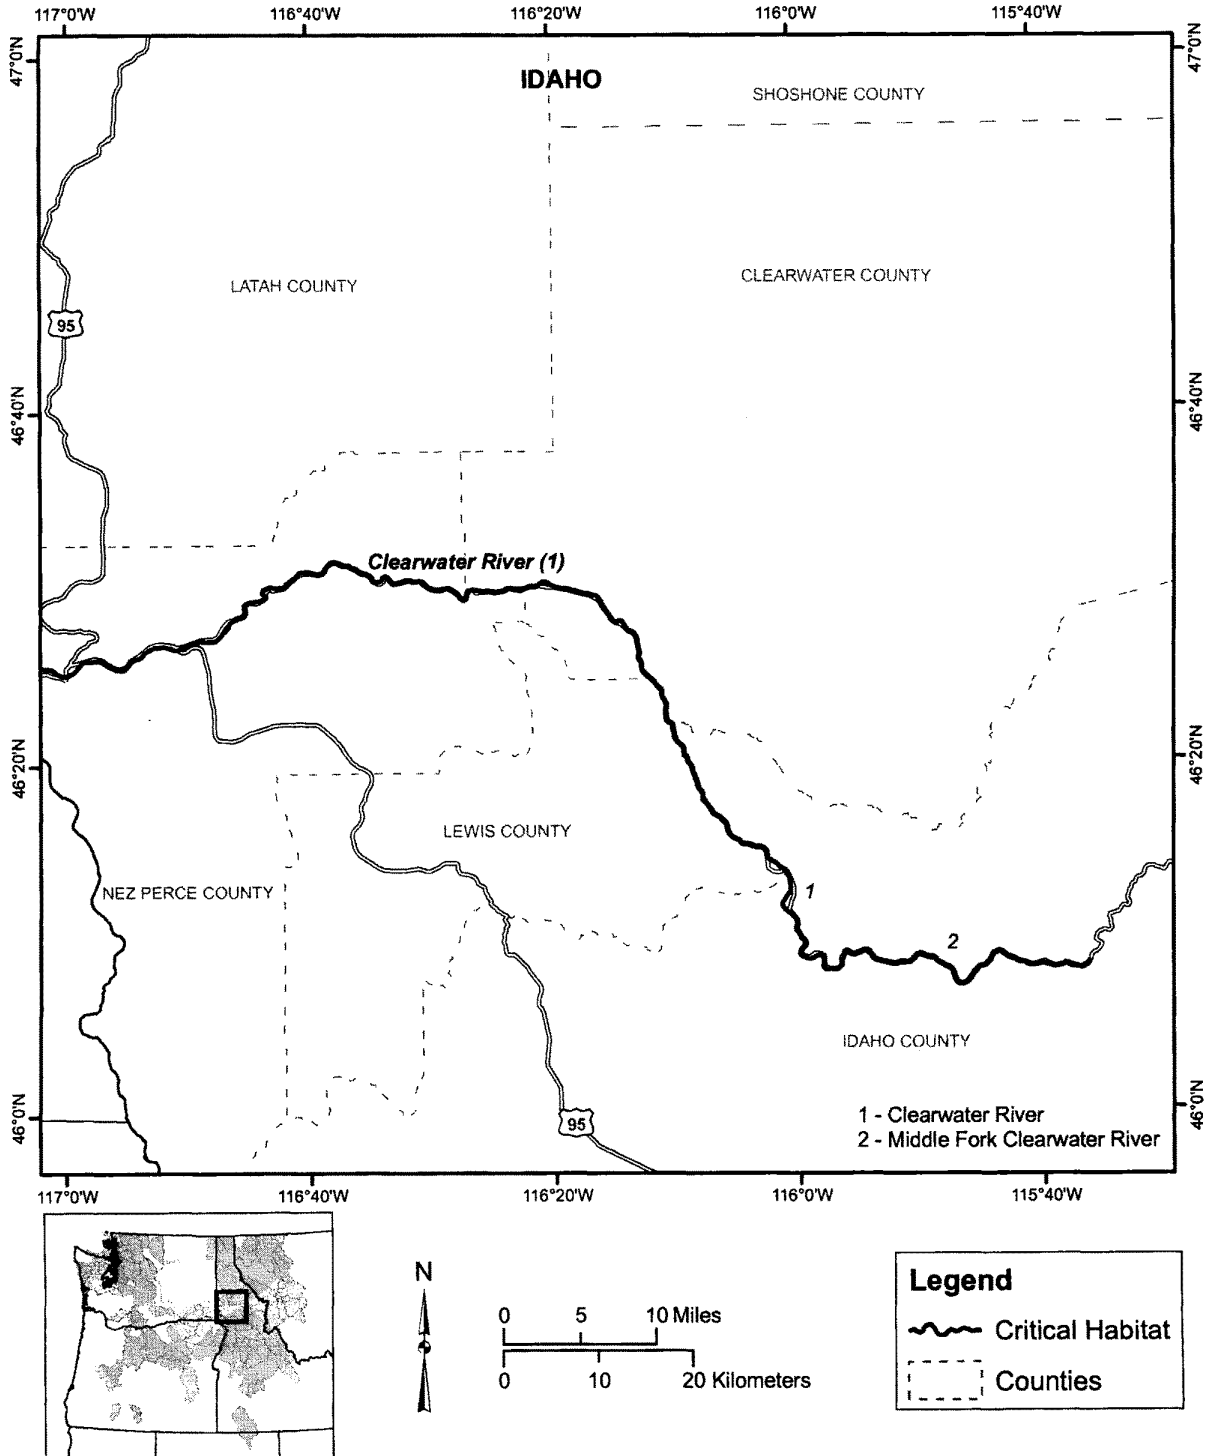 117°0'W 116°40'W 116°20'W 116°0'W 115°40'W
47°0'N 47°0'N
IDAHO
SHOSHONE COUNTY
CLEARWATER COUNTY
LATAH COUNTY
95
46°40'N 46°40'N
Clearwater River (1)
46°20'N 46°20'N
LEWIS COUNTY
NEZ PERCE COUNTY
1
2
IDAHO COUNTY
46°0'N 46°0'N
1 - Clearwater River
95
2 - Middle Fork Clearwater River
117°0'W 116°40'W 116°20'W 116°0'W 115°40'W
N
0 5 10 Miles
0 10 20 Kilometers
Legend
Critical Habitat
Counties